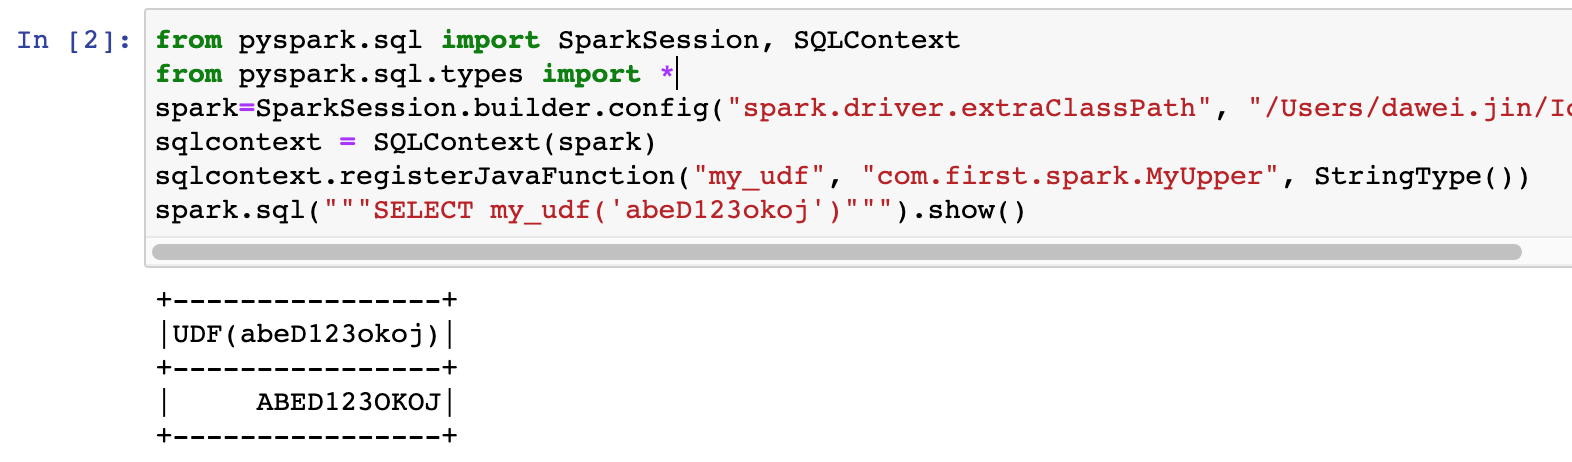 In [2]:
from pyspark.sql import SparkSession, SQLContext
from pyspark.sql.types import *
spark=SparkSession.builder.config("spark.driver.extraClassPath", "/Users/dawei.jin/
sqlcontext = SQLContext(spark)
sqlcontext.registerJavaFunction("my_udf", "com.first.spark.MyUpper", StringType())
spark.sql("""SELECT my_udf('abeD123okoj')""").show()
+----------------+
|UDF(abeD123okoj)|
+----------------+
|     ABED123OKOJ|
+----------------+